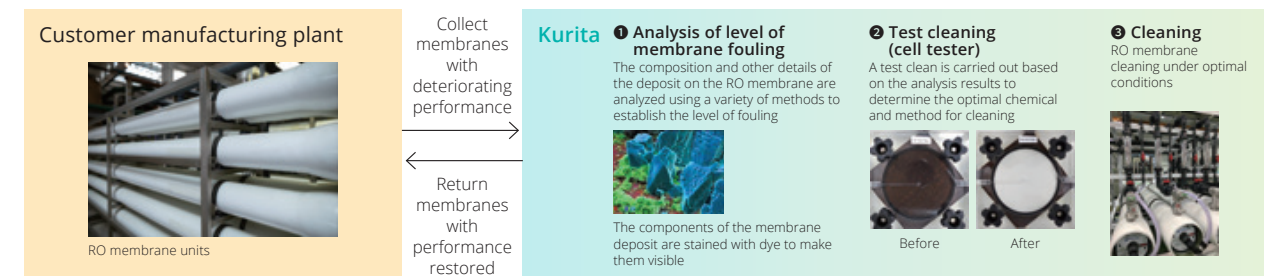 Customer manufacturing plant
RO membrane units
Collect
membranes
with
deteriorating
performance
Return
membranes
with
performance
restored
Kurita
❶ Analysis of level of
membrane fouling
The composition and other details of
the deposit on the RO membrane are
analyzed using a variety of methods to
establish the level of fouling
The components of the membrane
deposit are stained with dye to make
them visible
❷ Test cleaning
(cell tester)
A test clean is carried out based
on the analysis results to
determine the optimal chemical
and method for cleaning
Before
After
❸ Cleaning
RO membrane
cleaning under optimal
conditions